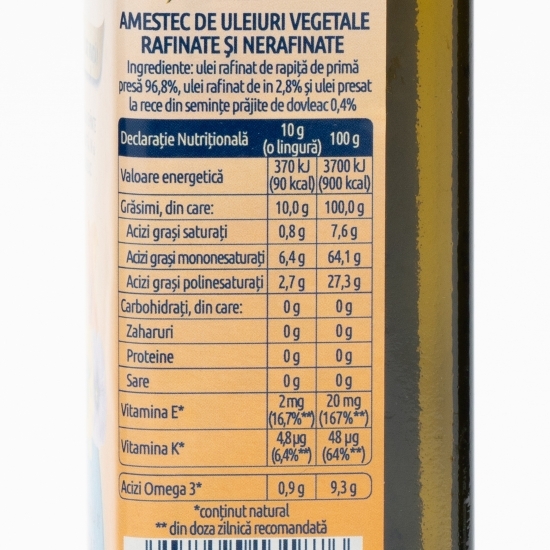 AMESTEC DE ULEIURI VEGETALE
RAFINATE ȘI NERAFINATE
Ingrediente: ulei rafinat de rapiță de primă
presă 96,8%, ulei rafinat de in 2,8% și ulei presat
la rece din semințe prăjite de dovleac 0,4%
Declarație Nutrițională 10 g (o lingură) 100 g
Valoare energetică 370 kJ (90 kcal) 3700 kJ (900 kcal)
Grăsimi, din care: 10,0 g 100,0 g
Acizi grași saturați 0,8 g 7,6 g
Acizi grași mononesaturați 6,4 g 64,1 g
Acizi grași polinesaturați 2,7 g 27,3 g
Carbohidrați, din care: 0 g 0 g
Zaharuri 0 g 0 g
Proteine 0 g 0 g
Sare 0 g 0 g
Vitamina E* 2 mg (16,7%**) 20 mg (167%**)
Vitamina K* 4,8 µg (6,4%**) 48 µg (64%**)
Acizi Omega 3* 0,9 g 9,3 g
*conținut natural
** din doza zilnică recomandată